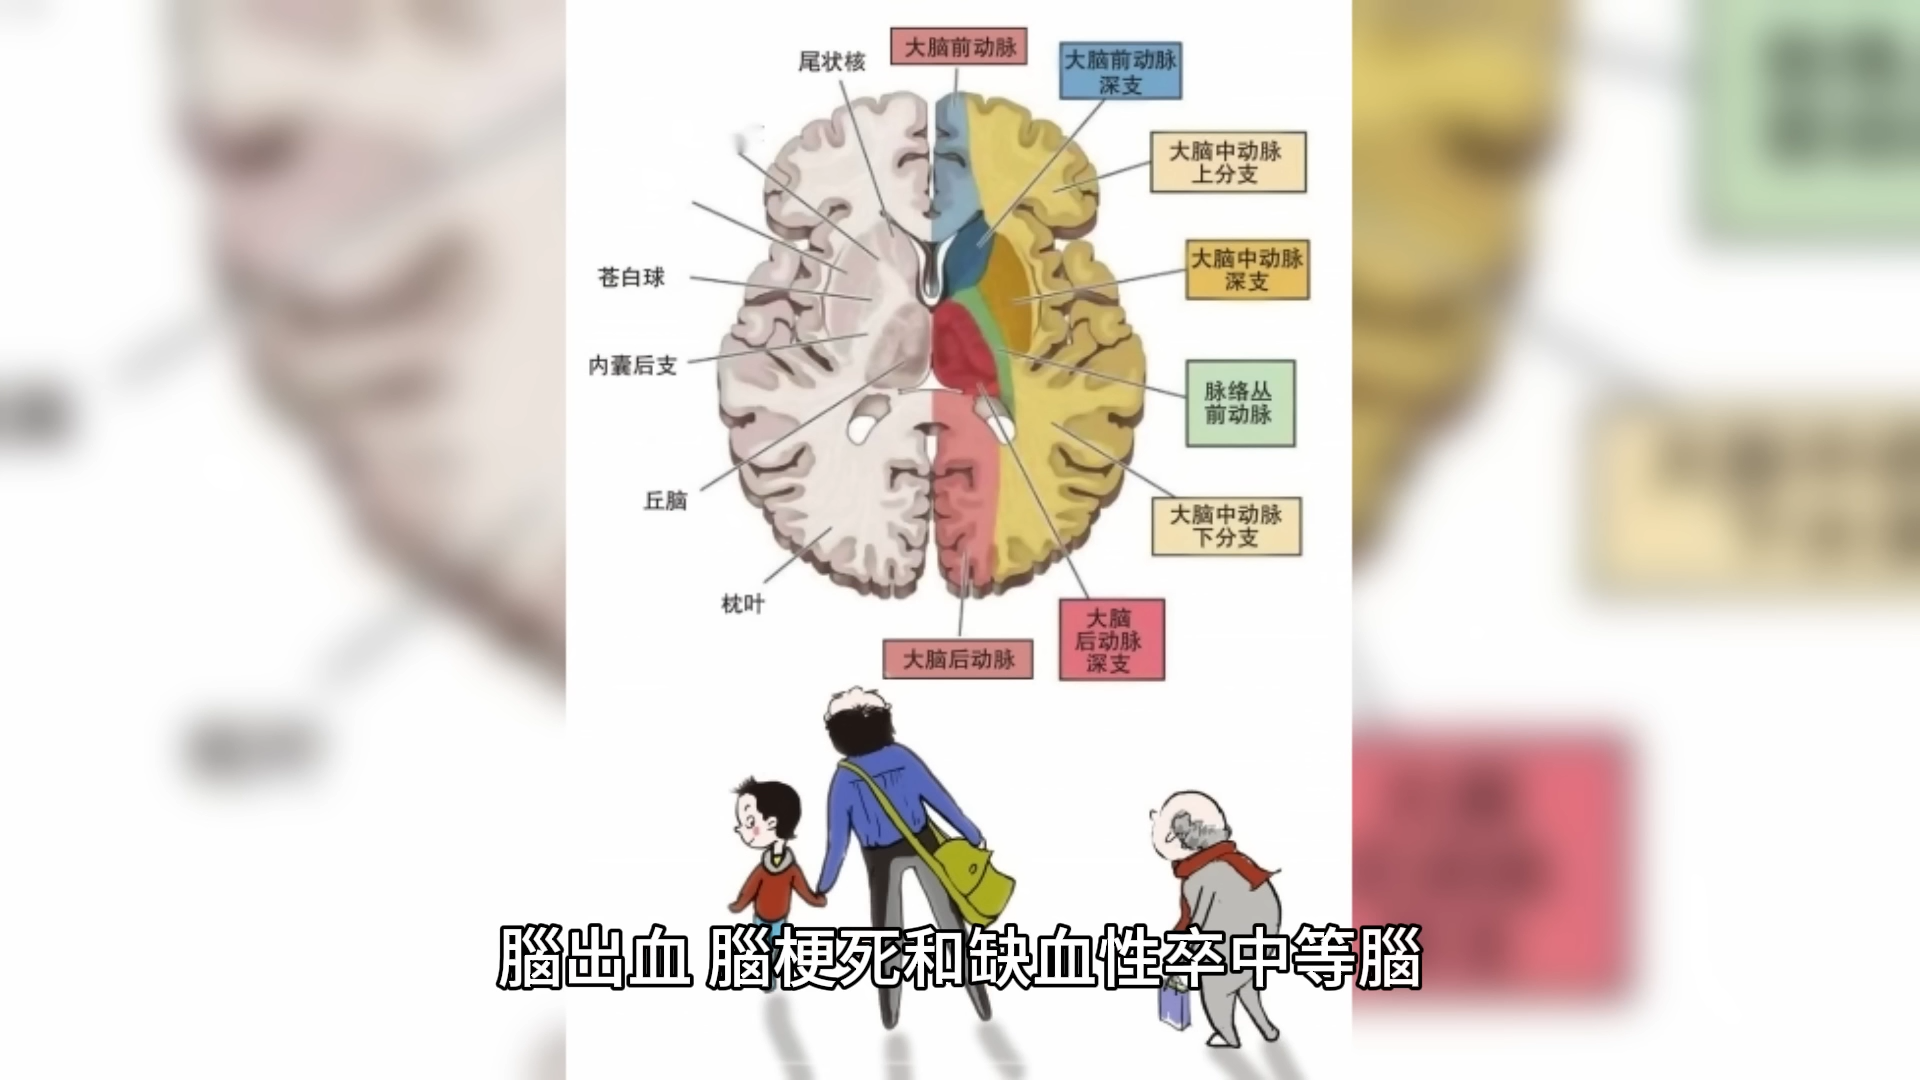 大脑前动脉
尾状核
大脑前动脉
深支
大脑中动脉
上分支
大脑中动脉
深支
苍白球
内囊后支
脉络丛
前动脉
丘脑
大脑中动脉
下分支
枕叶
大脑
后动脉
深支
大脑后动脉
腦出血 腦梗死和缺血性卒中等腦